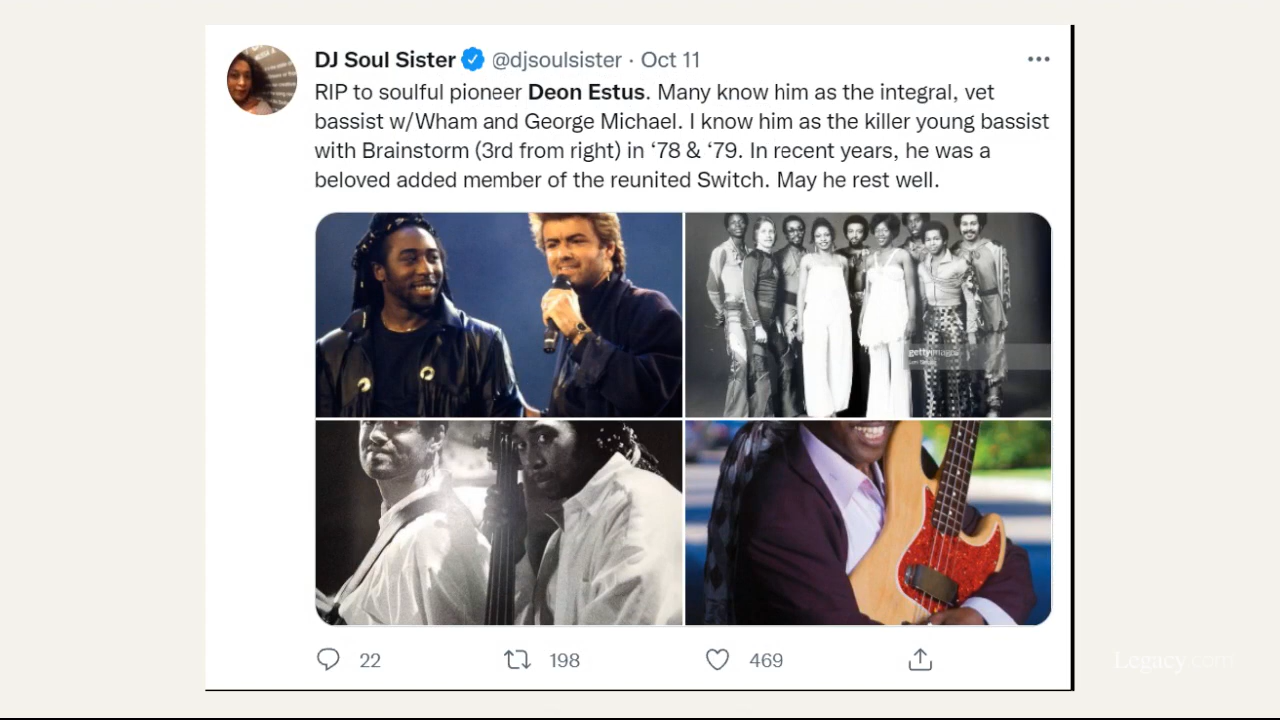 DJ Soul Sister @djsoulsister · Oct 11
RIP to soulful pioneer Deon Estus. Many know him as the integral, vet
bassist w/Wham and George Michael. I know him as the killer young bassist
with Brainstorm (3rd from right) in ‘78 & ‘79. In recent years, he was a
beloved added member of the reunited Switch. May he rest well.
gettyimages
22 198 469
Legacy.com